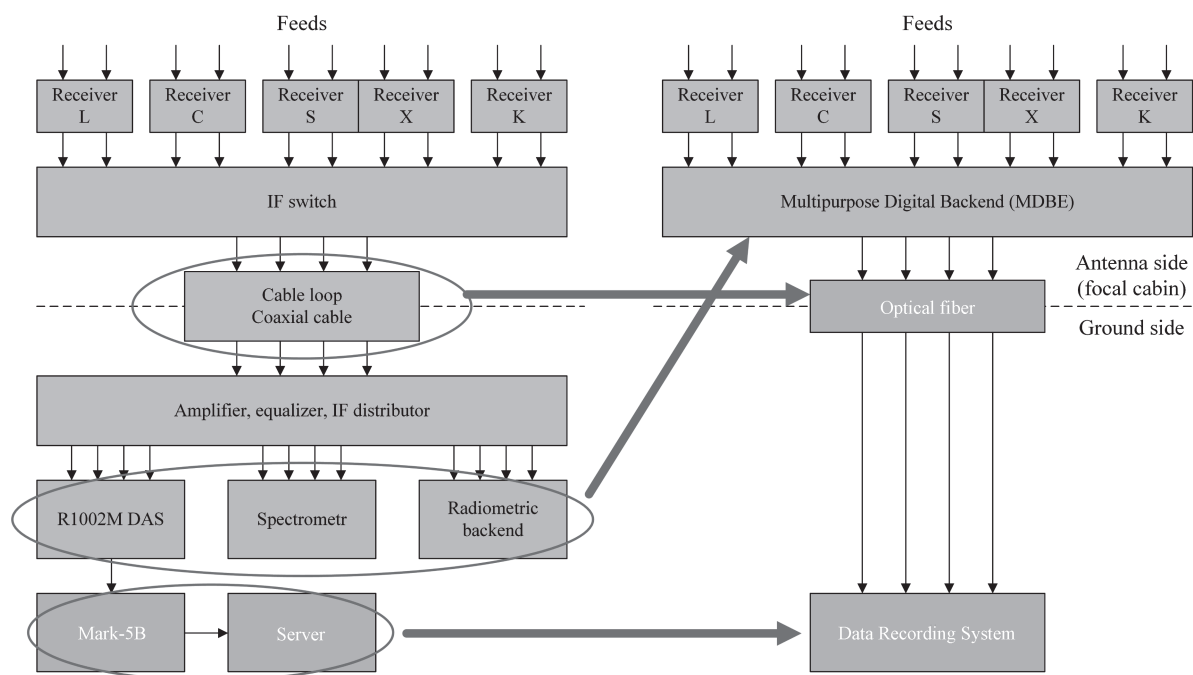 Feeds
Receiver L
Receiver C
Receiver S
Receiver X
Receiver K
IF switch
Cable loop
Coaxial cable
Amplifier, equalizer, IF distributor
R1002M DAS
Spectrometr
Radiometric
backend
Mark-5B
Server
Feeds
Receiver L
Receiver C
Receiver S
Receiver X
Receiver K
Multipurpose Digital Backend (MDBE)
Antenna side
(focal cabin)
Optical fiber
Ground side
Data Recording System